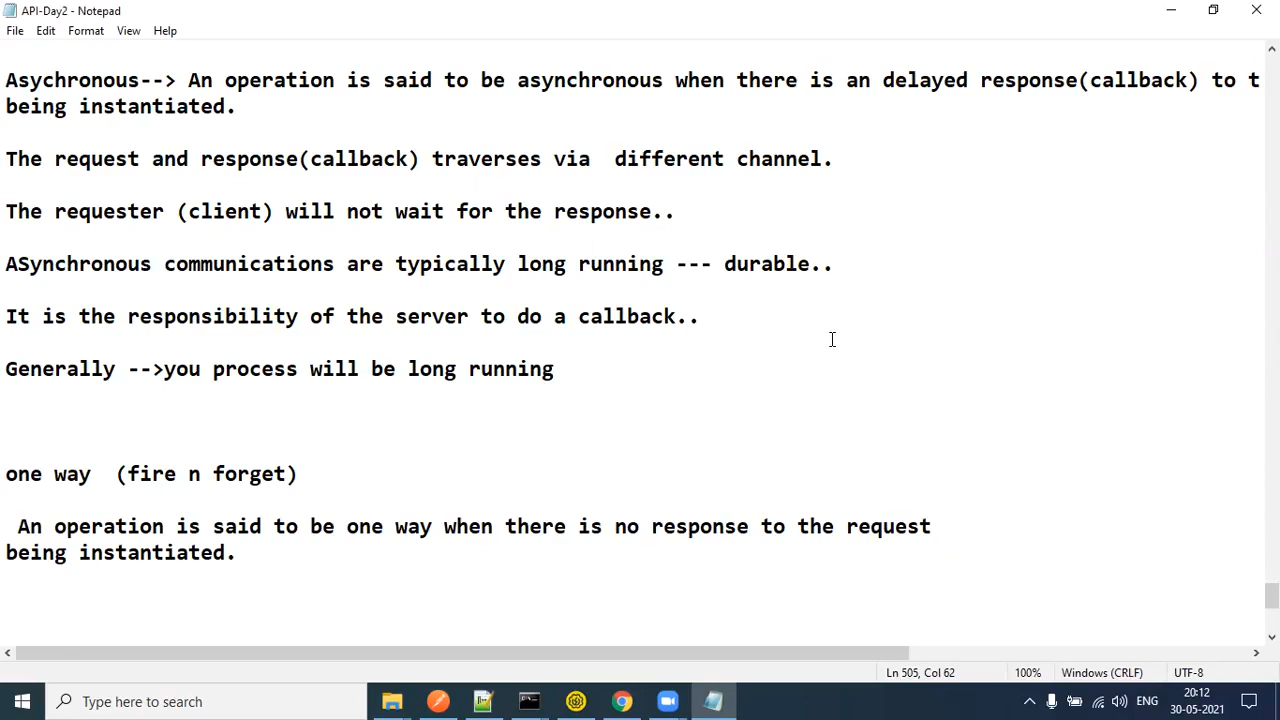 API-Day2 - Notepad
File Edit Format View Help
Asychronous--> An operation is said to be asynchronous when there is an delayed response(callback) to t
being instantiated.
The request and response(callback) traverses via  different channel.
The requester (client) will not wait for the response..
ASynchronous communications are typically long running --- durable..
It is the responsibility of the server to do a callback..
Generally -->you process will be long running
one way  (fire n forget)
An operation is said to be one way when there is no response to the request
being instantiated.
Ln 505, Col 62 100% Windows (CRLF) UTF-8
Type here to search
ENG
20:12
30-05-2021